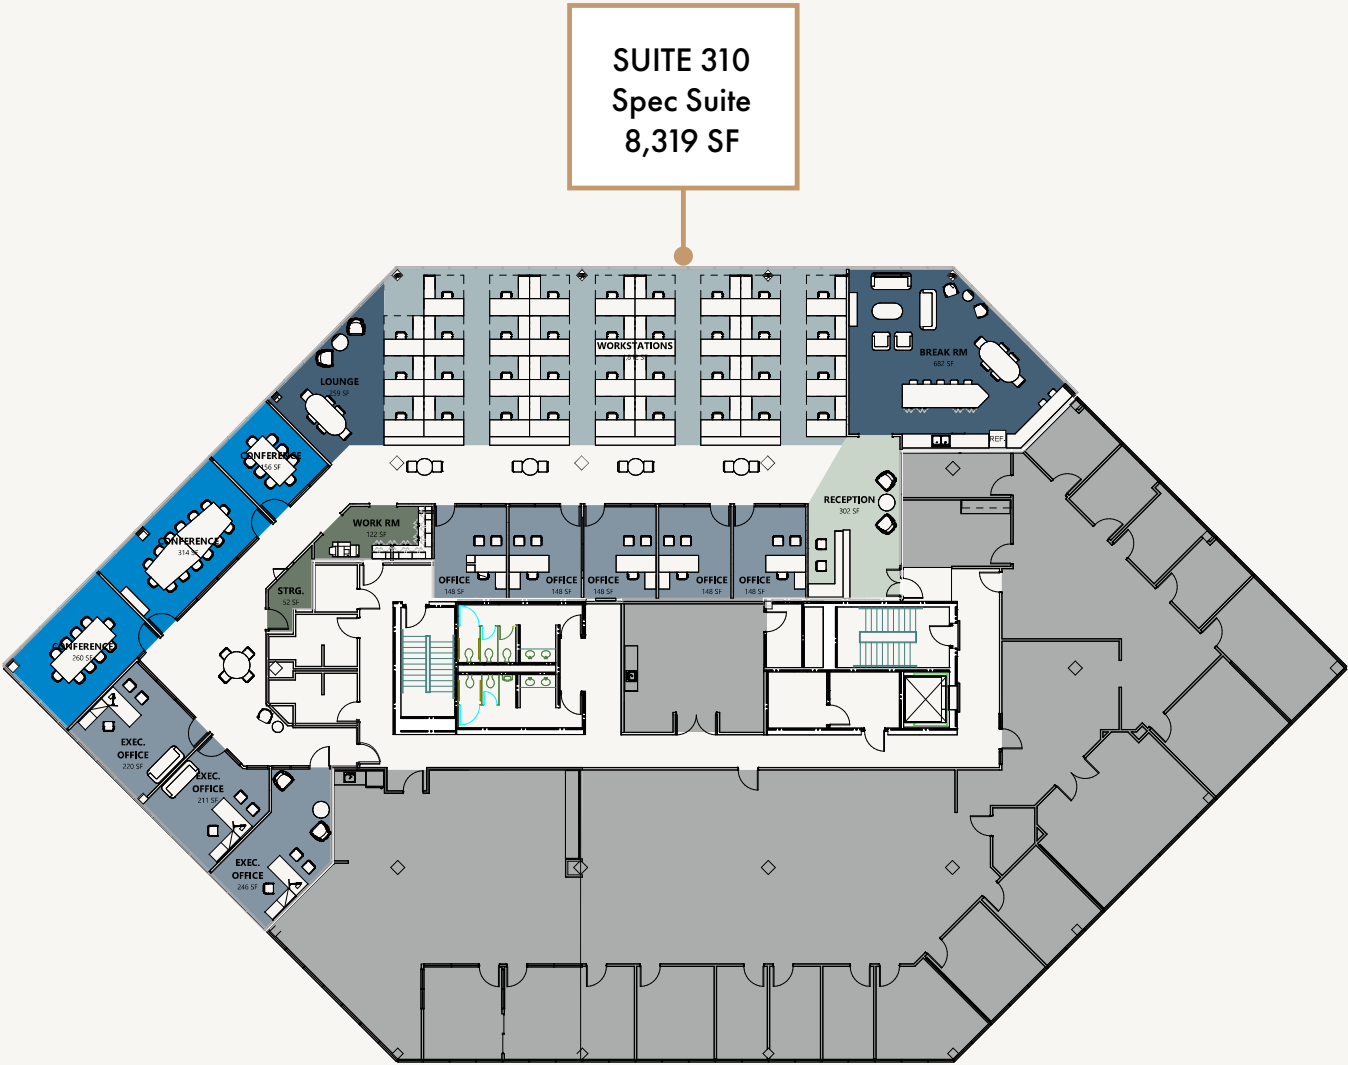 SUITE 310
Spec Suite
8,319 SF
WORKSTATIONS
BREAK RM
682 SF
LOUNGE
259 SF
CONFERENCE
156 SF
CONFERENCE
314 SF
CONFERENCE
260 SF
REF.
RECEPTION
302 SF
WORK RM
122 SF
STRG.
52 SF
OFFICE
148 SF
OFFICE
148 SF
OFFICE
148 SF
OFFICE
148 SF
OFFICE
148 SF
EXEC.
OFFICE
220 SF
EXEC.
OFFICE
211 SF
EXEC.
OFFICE
246 SF